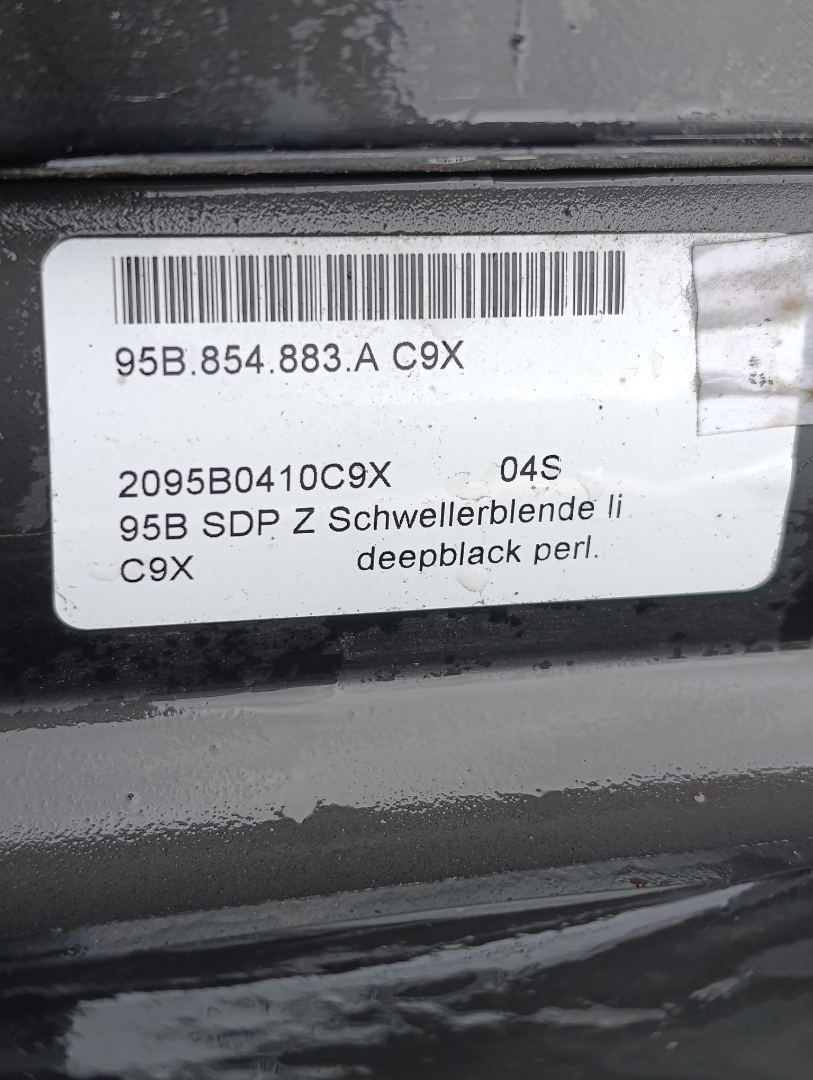 95B.854.883.A C9X
2095B0410C9X 04S
95B SDP Z Schwellerblende li
C9X deepblack perl.